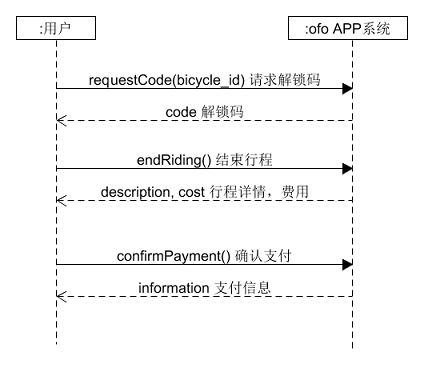 :用户
:ofo APP系统
requestCode(bicycle_id) 请求解锁码
code 解锁码
endRiding() 结束行程
description, cost 行程详情，费用
confirmPayment() 确认支付
information 支付信息